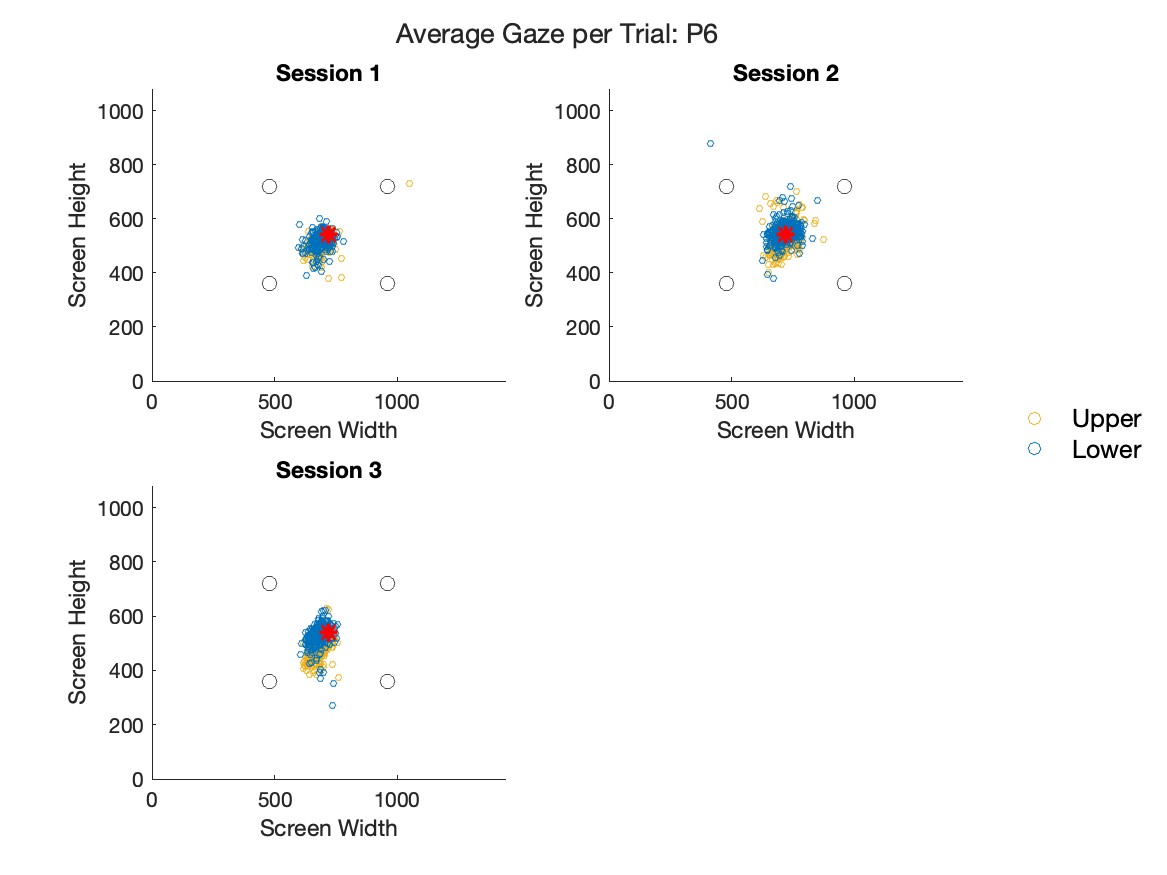 Average Gaze per Trial: P6
Session 1
Session 2
1000
800
600
400
200
0
0 500 1000
Screen Height
Screen Width
1000
800
600
400
200
0
0 500 1000
Screen Height
Screen Width
Upper
Lower
Session 3
1000
800
600
400
200
0
0 500 1000
Screen Height
Screen Width